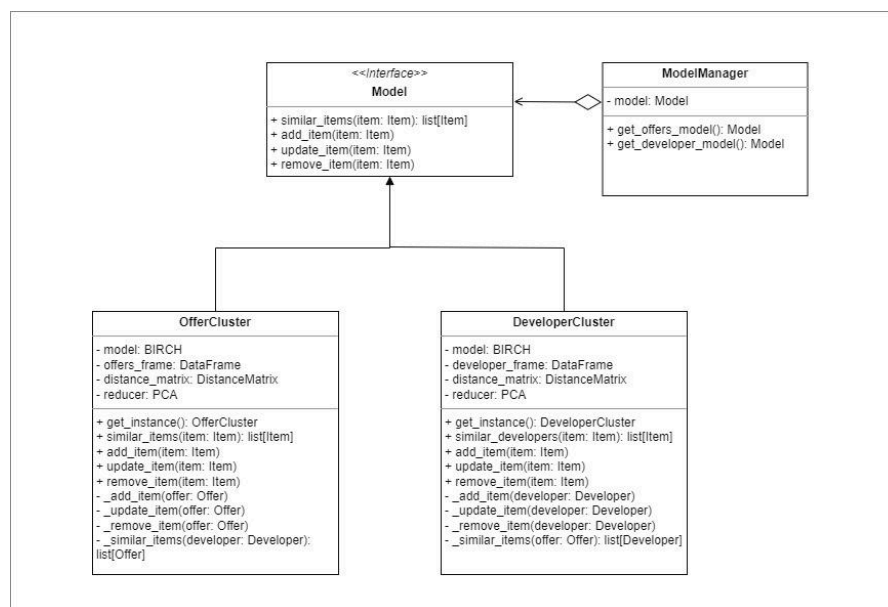 <<Interface>>
Model
+ similar_items(item: Item): list[Item]
+ add_item(item: Item)
+ update_item(item: Item)
+ remove_item(item: Item)
ModelManager
- model: Model
+ get_offers_model(): Model
+ get_developer_model(): Model
OfferCluster
- model: BIRCH
- offers_frame: DataFrame
- distance_matrix: DistanceMatrix
- reducer: PCA
+ get_instance(): OfferCluster
+ similar_items(item: Item): list[Item]
+ add_item(item: Item)
+ update_item(item: Item)
+ remove_item(item: Item)
- _add_item(offer: Offer)
- _update_item(offer: Offer)
- _remove_item(offer: Offer)
- _similar_items(developer: Developer):
list[Offer]
DeveloperCluster
- model: BIRCH
- developer_frame: DataFrame
- distance_matrix: DistanceMatrix
- reducer: PCA
+ get_instance(): DeveloperCluster
+ similar_developers(item: Item): list[Item]
+ add_item(item: Item)
+ update_item(item: Item)
+ remove_item(item: Item)
- _add_item(developer: Developer)
- _update_item(developer: Developer)
- _remove_item(developer: Developer)
- _similar_items(offer: Offer): list[Developer]